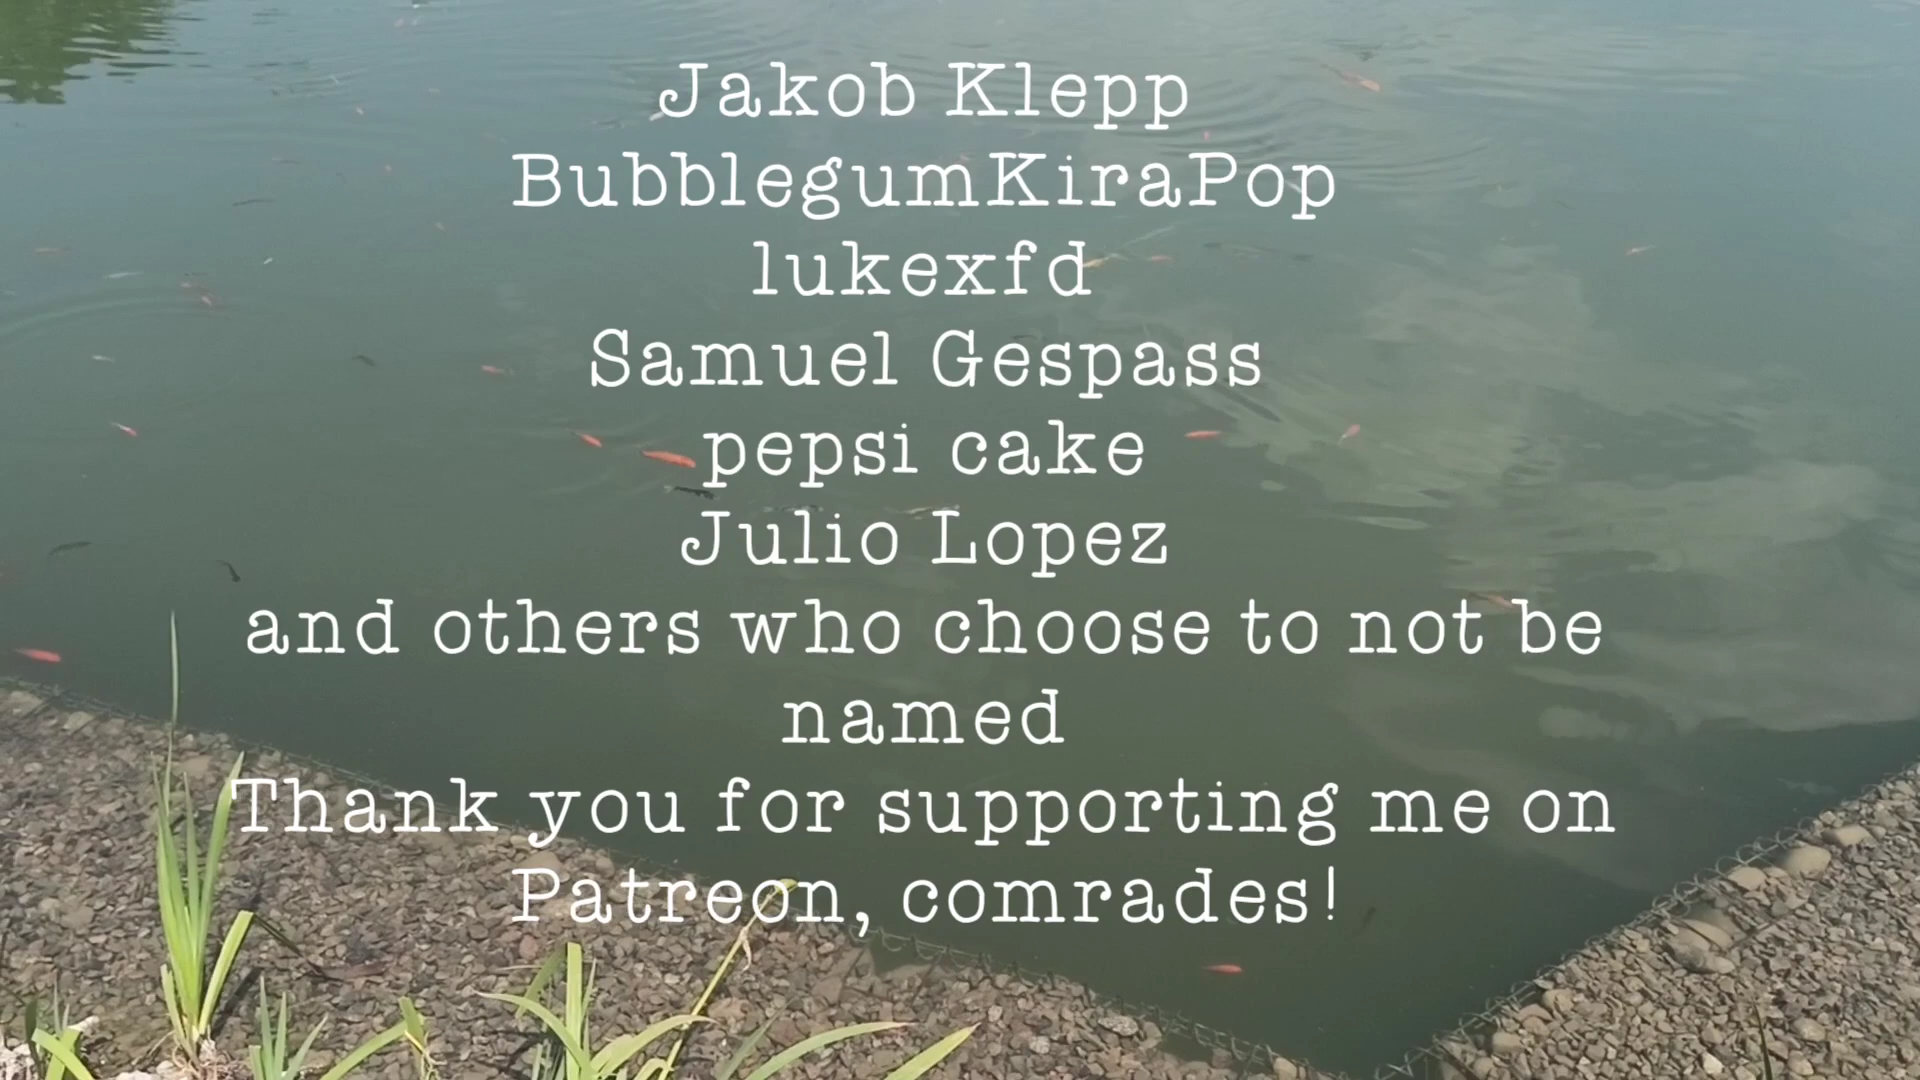 Jakob Klepp
BubblegumKiraPop
lukexfd
Samuel Gespass
pepsi cake
Julio Lopez
and others who choose to not be
named
Thank you for supporting me on
Patreon, comrades!